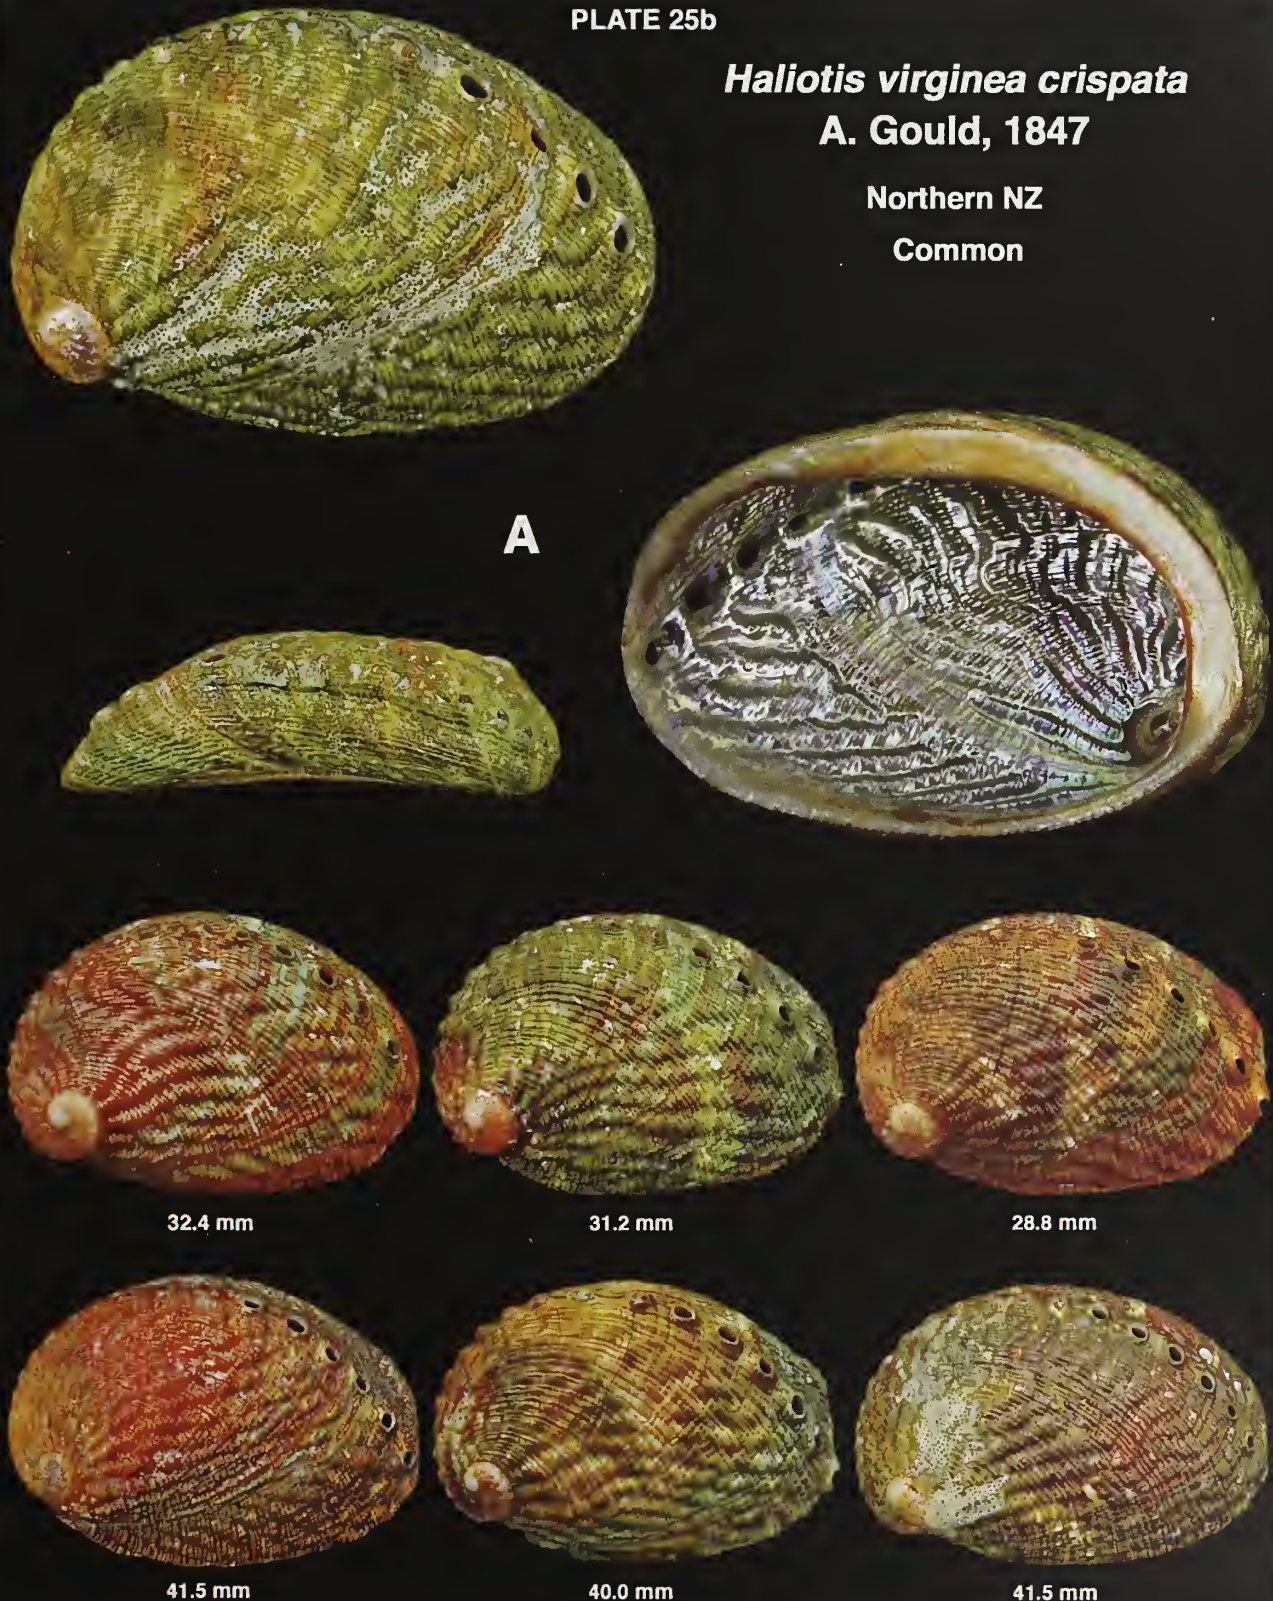 PLATE 25b
Haliotis virginea crispata
A. Gould, 1847
Northern NZ
Common
A
32.4 mm
31.2 mm
28.8 mm
41.5 mm
40.0 mm
41.5 mm